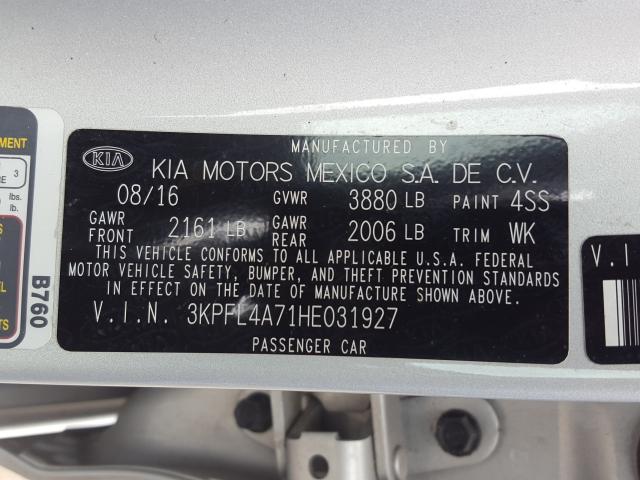 MANUFACTURED BY
KIA KIA MOTORS MEXICO S.A. DE C.V.
08/16 GVWR 3880 LB PAINT 4SS
GAWR FRONT 2161 LB GAWR REAR 2006 LB TRIM WK
THIS VEHICLE CONFORMS TO ALL APPLICABLE U.S.A. FEDERAL
MOTOR VEHICLE SAFETY, BUMPER, AND THEFT PREVENTION STANDARDS
IN EFFECT ON THE DATE OF MANUFACTURE SHOWN ABOVE.
V.I.N. 3KPFL4A71HE031927
PASSENGER CAR
B760
3
lbs.
V.I